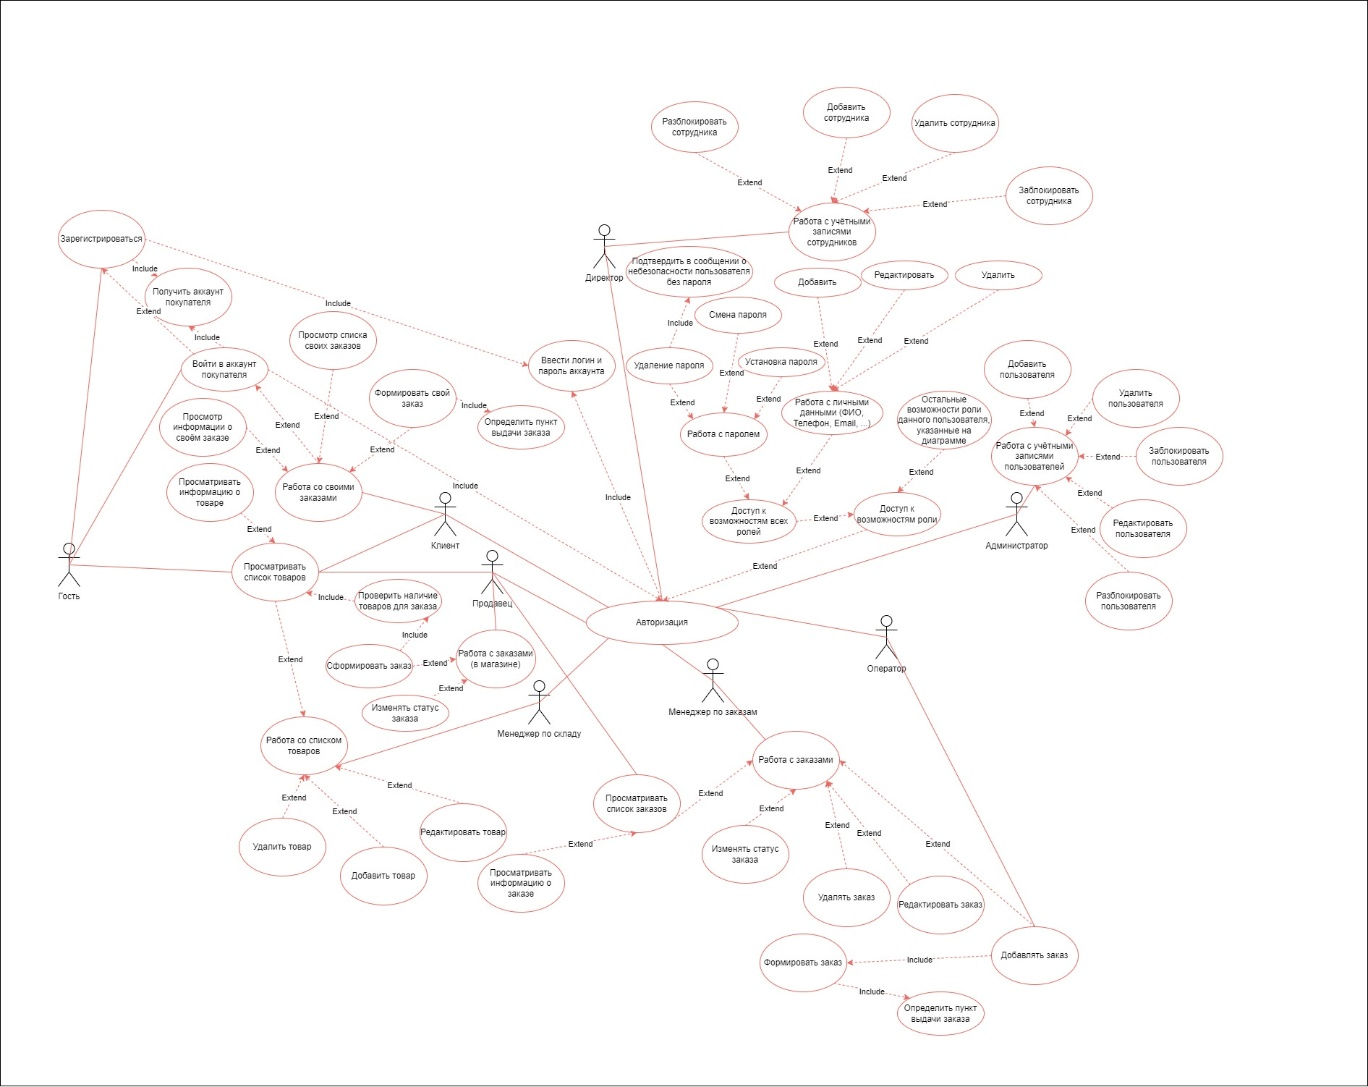 Добавить
сотрудника
Разблокировать
сотрудника
Удалить сотрудника
Extend
Extend
Extend
Заблокировать
сотрудника
Extend
Работа с учётными
записями
сотрудников
Директор
Зарегистрироваться
Include
Получить аккаунт
покупателя
Extend
Include
Include
Подтвердить в сообщении о
небезопасности пользователя
без пароля
Добавить
Редактировать
Удалить
Смена пароля
Include
Просмотр списка
своих заказов
Войти в аккаунт
покупателя
Ввести логин и
пароль аккаунта
Удаление пароля
Установка пароля
Extend
Extend
Extend
Extend
Добавить
пользователя
Удалить
пользователя
Формировать свой
заказ
Include
Определить пункт
выдачи заказа
Extend
Extend
Работа с паролем
Работа с личными
данными (ФИО,
Телефон, Email, ...)
Остальные
возможности роли
данного пользователя,
указанные на
диаграмме
Extend
Extend
Просмотр
информации о
своём заказе
Extend
Extend
Extend
Extend
Работа с учётными
записями
пользователей
Extend
Заблокировать
пользователя
Просматривать
информацию о
товаре
Работа со своими
заказами
Include
Include
Extend
Extend
Extend
Extend
Доступ к
возможностям всех
ролей
Extend
Доступ к
возможностям роли
Редактировать
пользователя
Extend
Extend
Клиент
Администратор
Extend
Разблокировать
пользователя
Гость
Просматривать
список товаров
Include
Проверить наличие
товаров для заказа
Продавец
Авторизация
Include
Сформировать заказ
Extend
Работа с заказами
(в магазине)
Extend
Extend
Изменять статус
заказа
Оператор
Менеджер по заказам
Менеджер по складу
Работа со списком
товаров
Работа с заказами
Extend
Extend
Extend
Просматривать
список заказов
Extend
Extend
Удалить товар
Добавить товар
Редактировать товар
Extend
Просматривать
информацию о
заказе
Изменять статус
заказа
Extend
Extend
Extend
Удалять заказ
Редактировать заказ
Формировать заказ
Include
Добавлять заказ
Include
Определить пункт
выдачи заказа